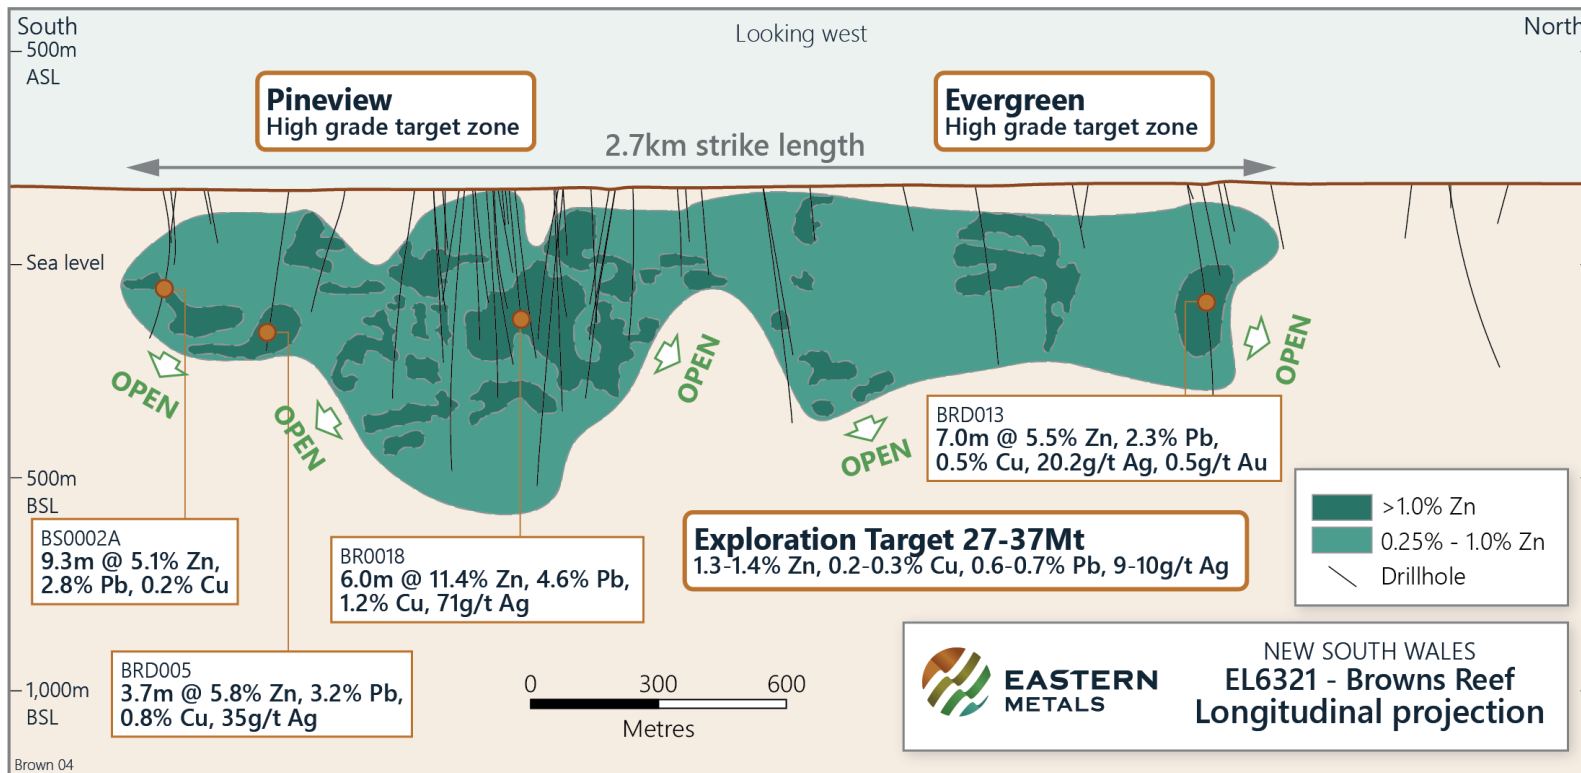 South
Looking west
North
500m
ASL
Pineview
High grade target zone
Evergreen
High grade target zone
2.7km strike length
Sea level
OPEN
OPEN
OPEN
OPEN
OPEN
500m
BSL
BRD013
7.0m @ 5.5% Zn, 2.3% Pb,
0.5% Cu, 20.2g/t Ag, 0.5g/t Au
>1.0% Zn
0.25% - 1.0% Zn
Drillhole
BS0002A
9.3m @ 5.1% Zn,
2.8% Pb, 0.2% Cu
BR0018
6.0m @ 11.4% Zn, 4.6% Pb,
1.2% Cu, 71g/t Ag
Exploration Target 27-37Mt
1.3-1.4% Zn, 0.2-0.3% Cu, 0.6-0.7% Pb, 9-10g/t Ag
BRD005
3.7m @ 5.8% Zn, 3.2% Pb,
0.8% Cu, 35g/t Ag
1,000m
BSL
0 300 600
Metres
EASTERN
METALS
NEW SOUTH WALES
EL6321 - Browns Reef
Longitudinal projection
Brown 04